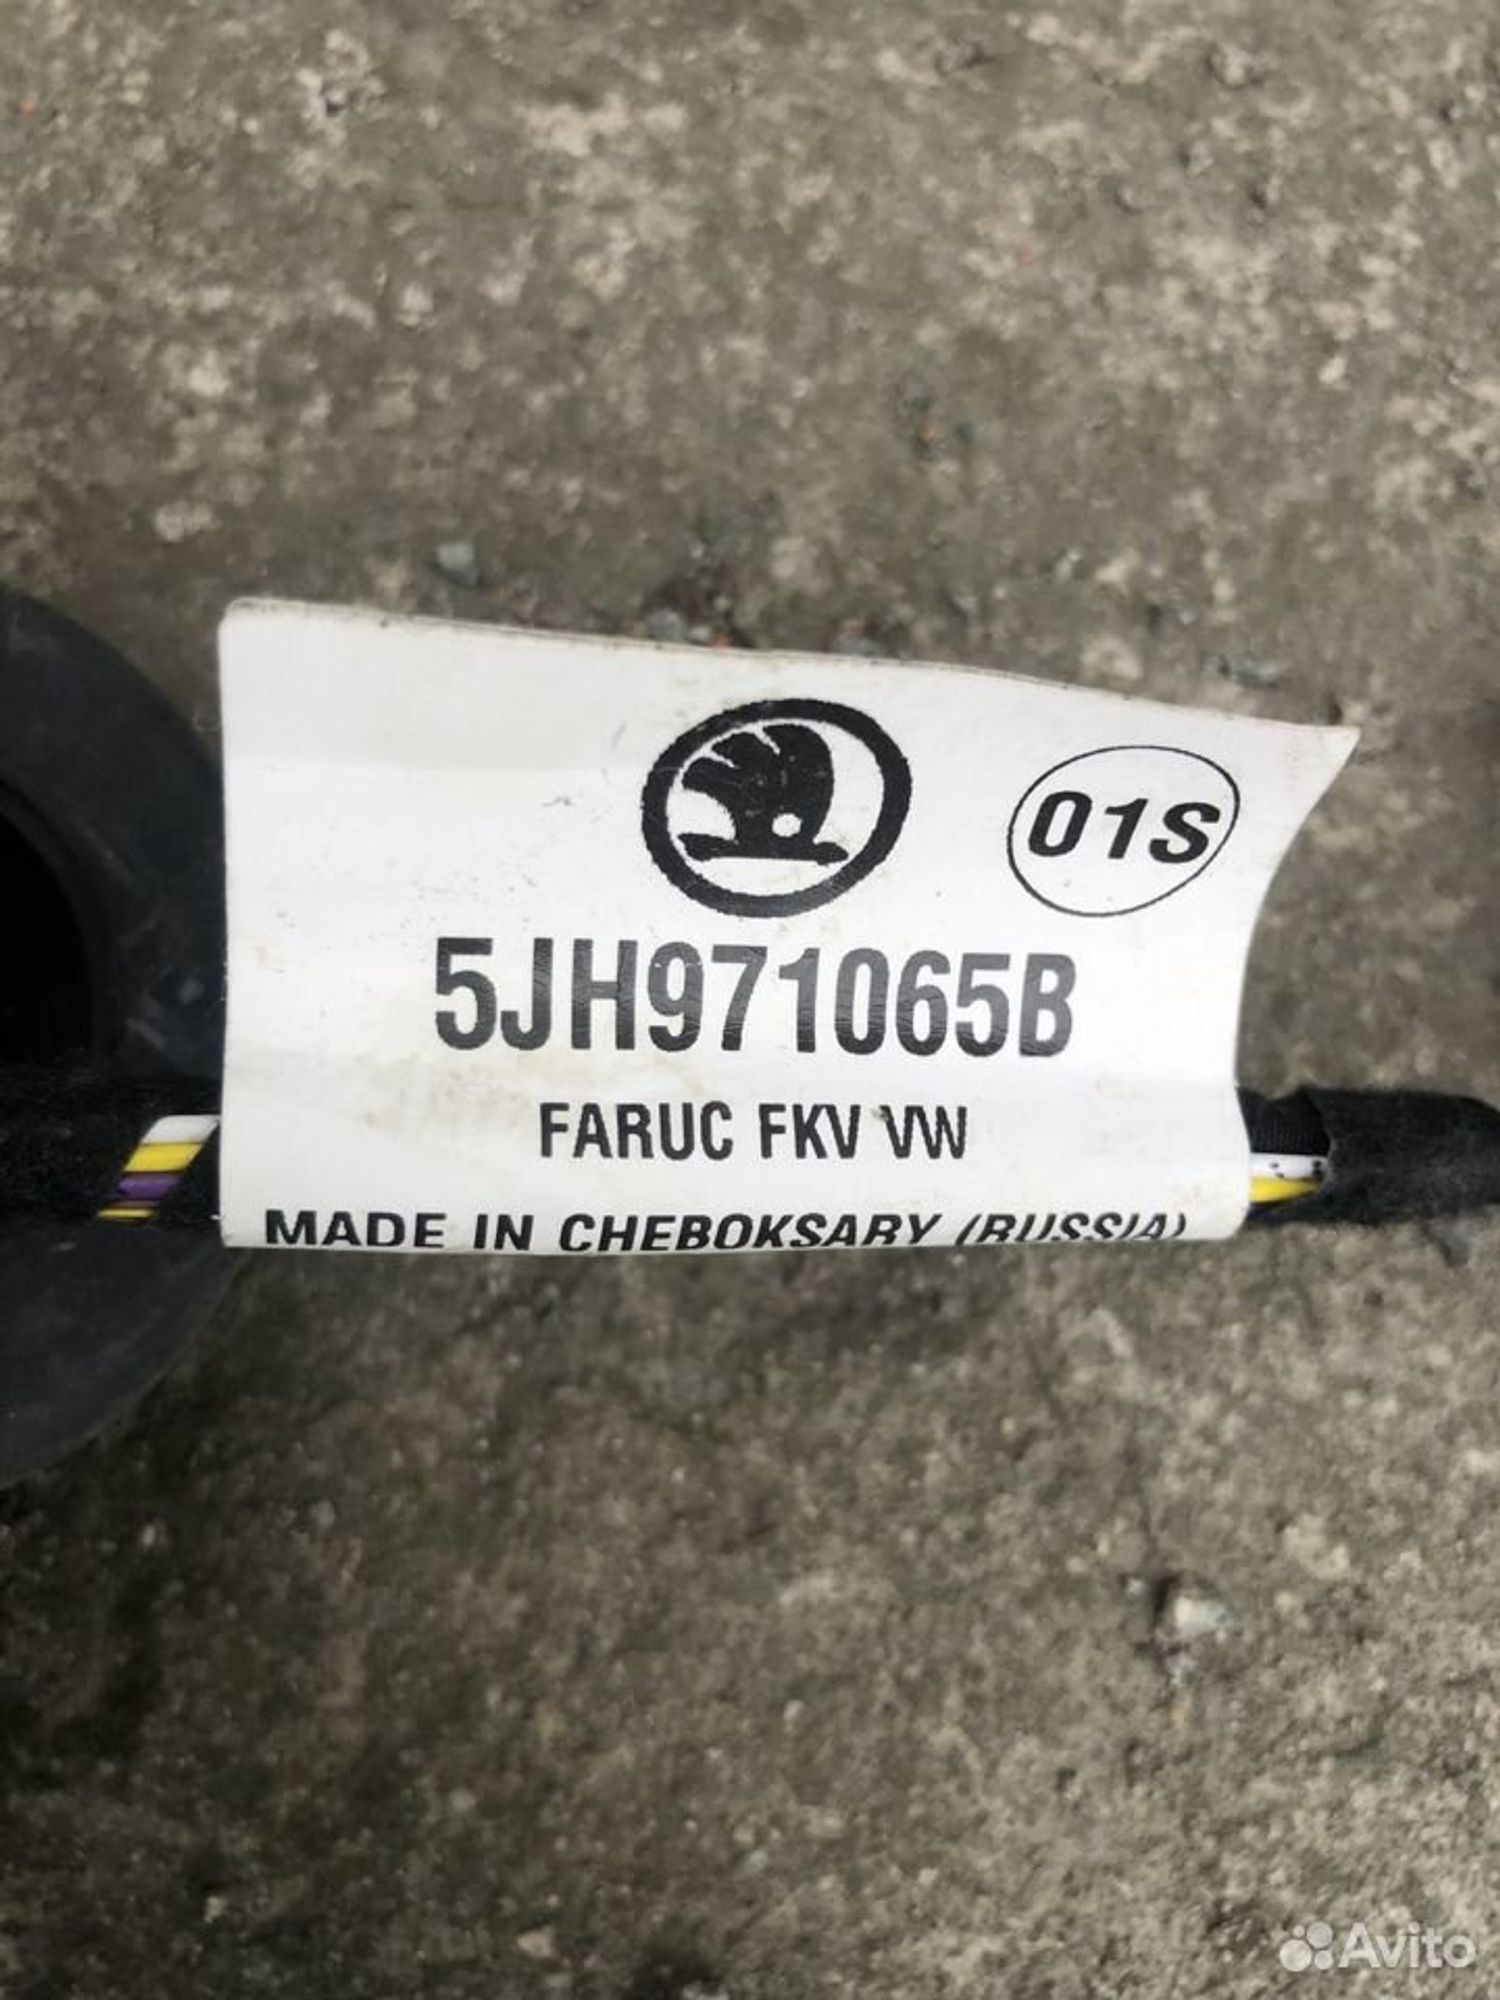 01S
5JH971065B
FARUC FKV VW
MADE IN CHEBOKSARY (RUSSIA)
Avito